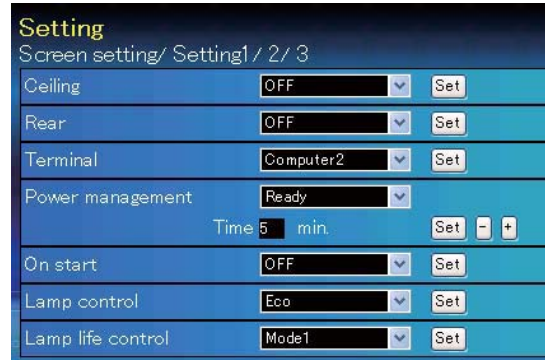 Setting
Screen setting/ Setting1/ 2/ 3
Ceiling OFF Set
Rear OFF Set
Terminal Computer2 Set
Power management Ready
Time 5 min. Set - +
On start OFF Set
Lamp control Eco Set
Lamp life control Mode1 Set